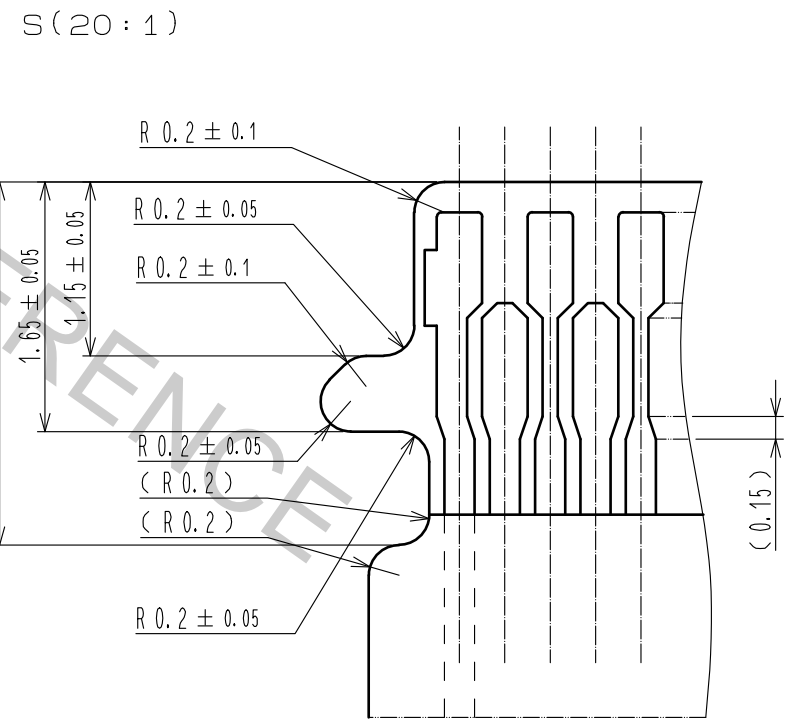 S(20:1)
R 0.2 ± 0.1
R 0.2 ± 0.05
R 0.2 ± 0.1
1.15 ± 0.05
1.65 ± 0.05
R 0.2 ± 0.05
( R 0.2 )
( R 0.2 )
R 0.2 ± 0.05
( 0.15 )
FERENCE